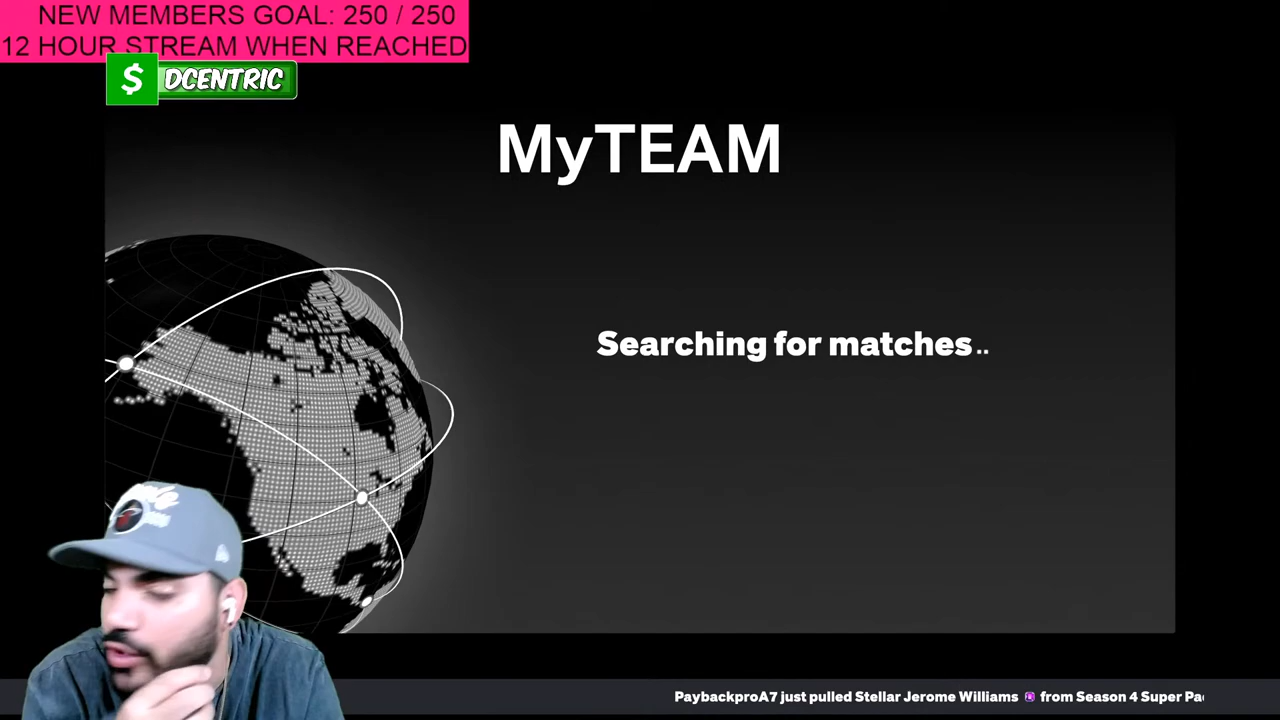 NEW MEMBERS GOAL: 250 / 250
12 HOUR STREAM WHEN REACHED
$ DCENTRIC
MyTEAM
Searching for matches..
PaybackproA7 just pulled Stellar Jerome Williams from Season 4 Super